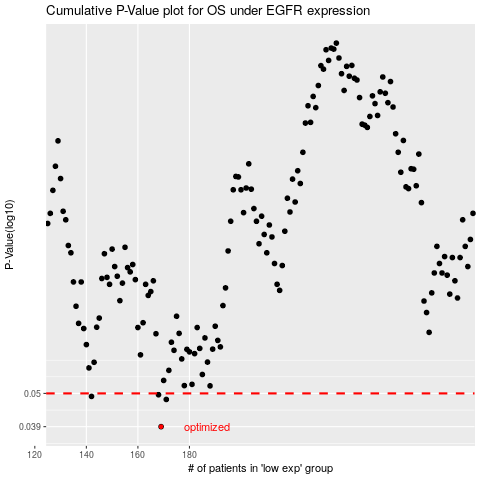 Cumulative P-Value plot for OS under EGFR expression
P-Value(log10)
0.05
0.039
optimized
120 140 160 180
# of patients in 'low exp' group